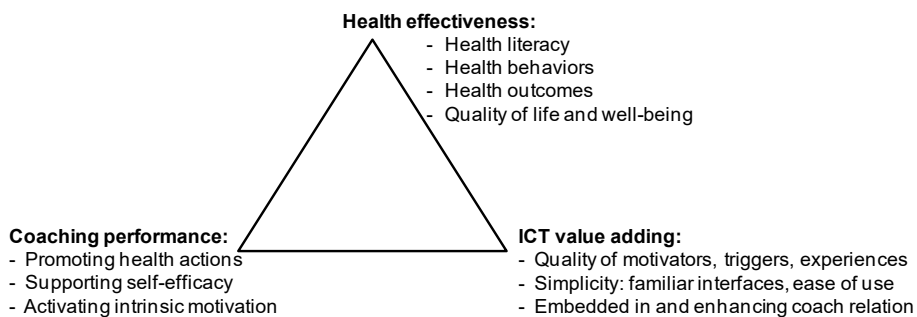 Health effectiveness:
- Health literacy
- Health behaviors
- Health outcomes
- Quality of life and well-being
Coaching performance:
- Promoting health actions
- Supporting self-efficacy
- Activating intrinsic motivation
ICT value adding:
- Quality of motivators, triggers, experiences
- Simplicity: familiar interfaces, ease of use
- Embedded in and enhancing coach relation